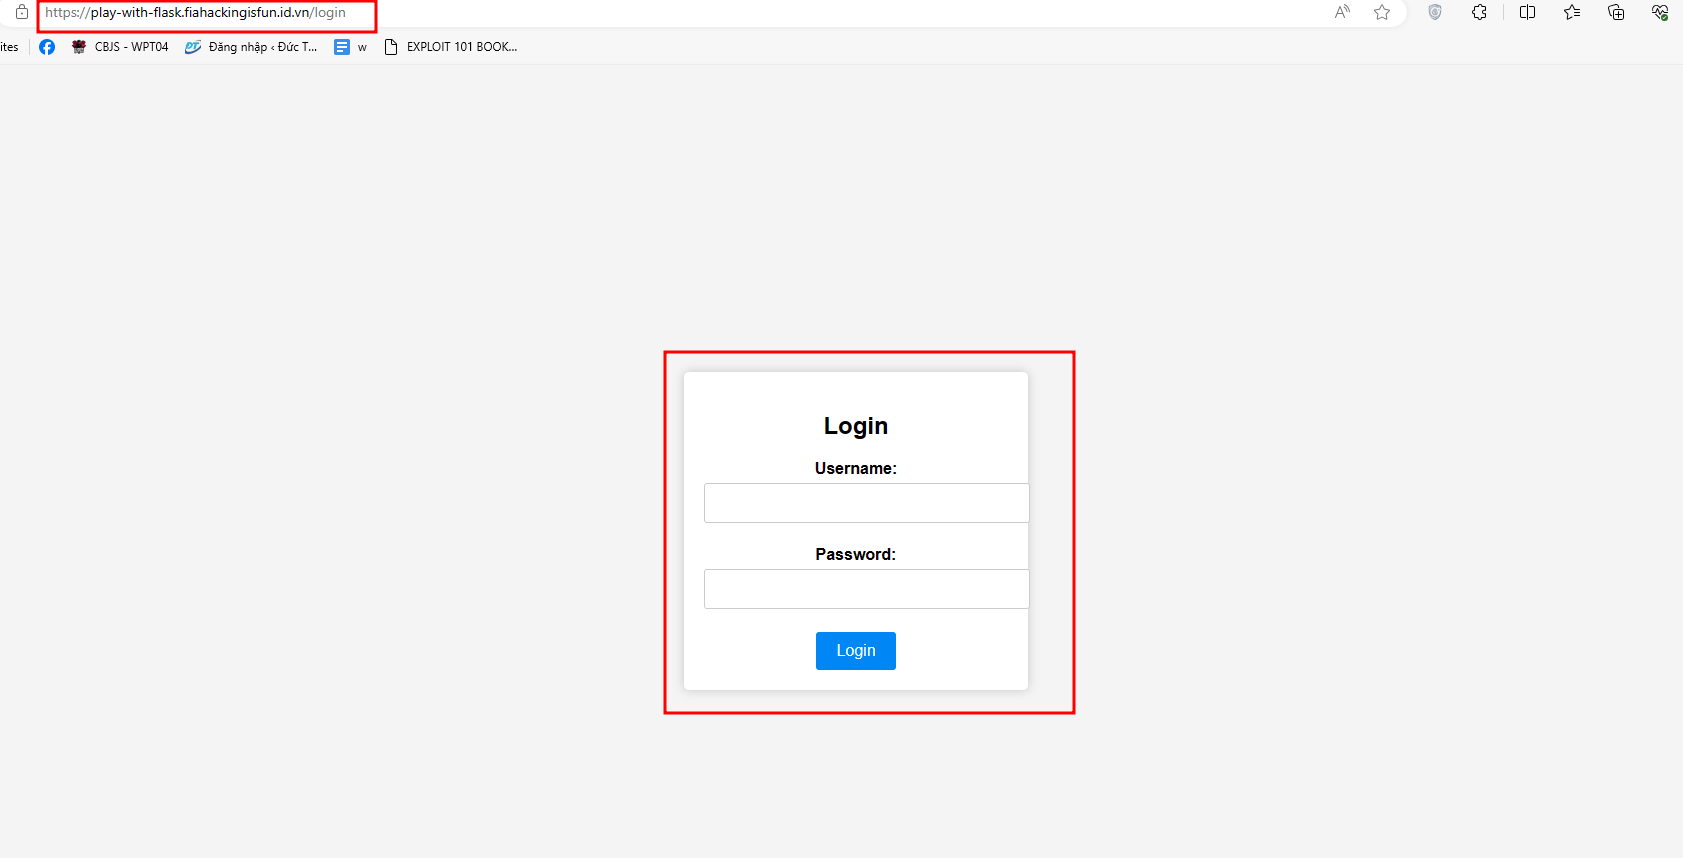 https://play-with-flask.fiahackingisfun.id.vn/login
ites CBJS - WPT04 Đăng nhập ‹ Đức T... w EXPLOIT 101 BOOK...
Login
Username:
Password:
Login